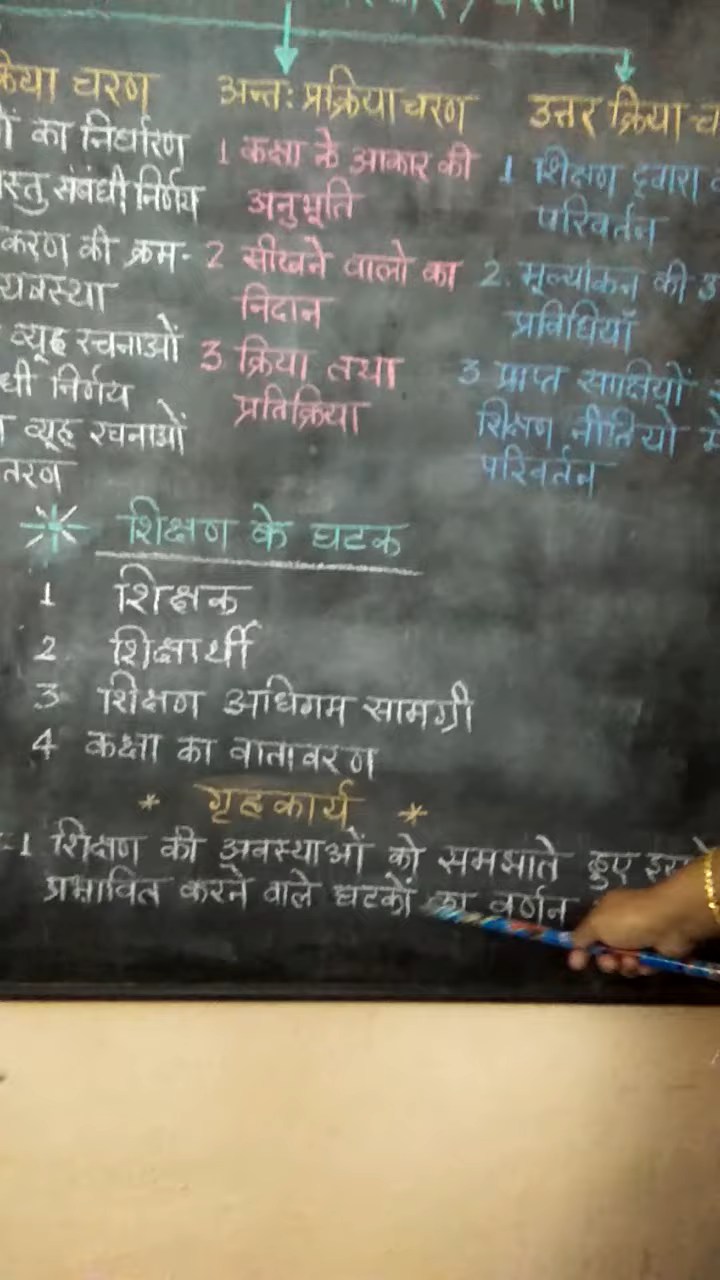 चरण
क्रिया चरण
का निर्धारण
संबंधी निर्णय
करण की क्रम-
व्यवस्था
व्यूह रचनाओं
निर्णय
व्यूह रचनाओं
अन्तः प्रक्रिया चरण
1 कक्षा के आकार की
अनुभूति
2 सीखने वालो का
निदान
3 क्रिया तथा
प्रतिक्रिया
उत्तर क्रिया
1 शिक्षण द्वारा
परिवर्तन
2. मूल्यांकन की
प्रविधियाँ
3 प्राप्त साक्षियों
शिक्षण नीतियो मे
परिवर्तन
शिक्षण के घटक
1 शिक्षक
2 शिक्षार्थी
3 शिक्षण अधिगम सामग्री
4 कक्षा का वातावरण
* गृहकार्य *
1 शिक्षण की अवस्थाओं को समझाते हुए
प्रभावित करने वाले घटकों का वर्णन